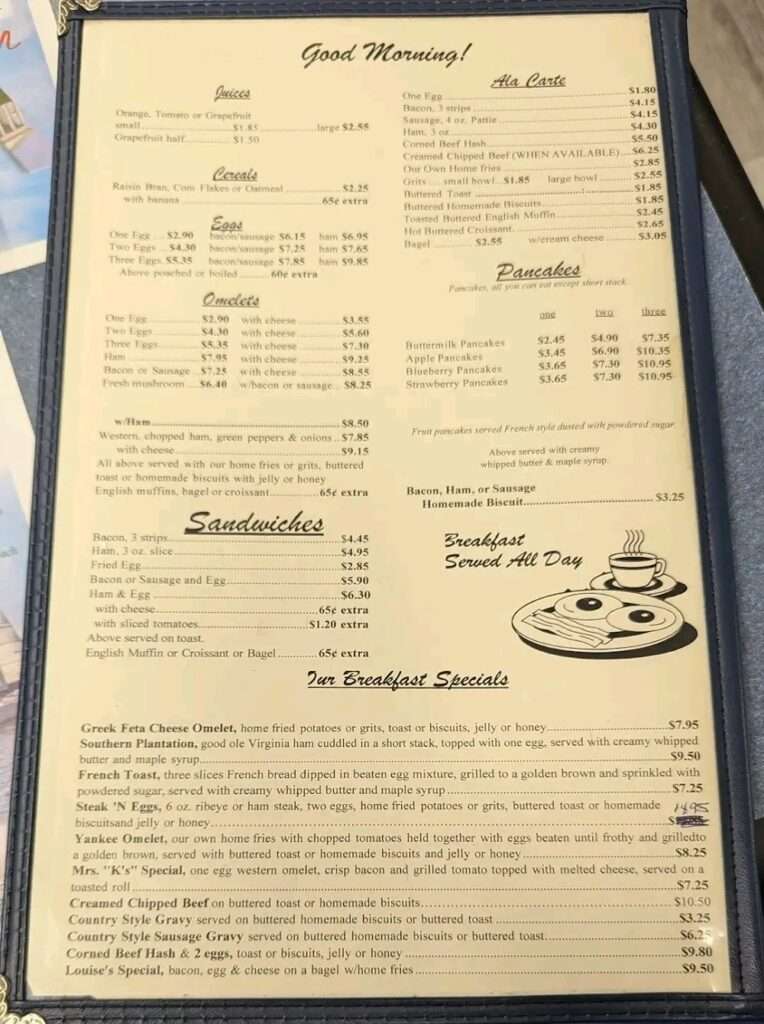 Good Morning!
Juices
Orange, Tomato or Grapefruit
small..................$1.85..............large $2.55
Grapefruit half............$1.50
Cereals
Raisin Bran, Corn Flakes or Oatmeal..............$2.25
with banana..................................65¢ extra
Eggs
One Egg ... $2.90 bacon/sausage $6.15 ham $6.95
Two Eggs ... $4.30 bacon/sausage $7.25 ham $7.65
Three Eggs. $5.35 bacon/sausage $7.85 ham $9.85
Above poached or boiled..........60¢ extra
Omelets
One Egg................$2.90 with cheese.............$3.55
Two Eggs...............$4.30 with cheese.............$5.60
Three Eggs.............$5.35 with cheese.............$7.30
Ham....................$7.95 with cheese.............$9.25
Bacon or Sausage ..$7.25 with cheese.............$8.55
Fresh mushroom ....$6.40 w/bacon or sausage .. $8.25
w/Ham.................................................$8.50
Western, chopped ham, green peppers & onions ..$7.85
with cheese............................................$9.15
All above served with our home fries or grits, buttered
toast or homemade biscuits with jelly or honey
English muffins, bagel or croissant..............65¢ extra
Sandwiches
Bacon, 3 strips........................................$4.45
Ham, 3 oz. slice......................................$4.95
Fried Egg...............................................$2.85
Bacon or Sausage and Egg........................$5.90
Ham & Egg............................................$6.30
with cheese......................................65¢ extra
with sliced tomatoes...........................$1.20 extra
Above served on toast.
English Muffin or Croissant or Bagel............65¢ extra
Ala Carte
One Egg................................................$1.80
Bacon, 3 strips.......................................$4.15
Sausage, 4 oz. Pattie...............................$4.15
Ham, 3 oz..............................................$4.30
Corned Beef Hash...................................$5.50
Creamed Chipped Beef (WHEN AVAILABLE)....$6.25
Our Own Home fries................................$2.85
Grits .... small bowl...$1.85 large bowl ........$2.55
Buttered Toast........................................$1.85
Buttered Homemade Biscuits.....................$1.85
Toasted Buttered English Muffin.................$2.45
Hot Buttered Croissant.............................$2.65
Bagel............$2.55 w/cream cheese ........$3.05
Pancakes
Pancakes, all you can eat except short stack.
one two three
Buttermilk Pancakes $2.45 $4.90 $7.35
Apple Pancakes $3.45 $6.90 $10.35
Blueberry Pancakes $3.65 $7.30 $10.95
Strawberry Pancakes $3.65 $7.30 $10.95
Fruit pancakes served French style dusted with powdered sugar
Above served with creamy
whipped butter & maple syrup.
Bacon, Ham, or Sausage
Homemade Biscuit.................................$3.25
Breakfast
Served All Day
Our Breakfast Specials
Greek Feta Cheese Omelet, home fried potatoes or grits, toast or biscuits, jelly or honey..............................$7.95
Southern Plantation, good ole Virginia ham cuddled in a short stack, topped with one egg, served with creamy whipped
butter and maple syrup......................................................................................................$9.50
French Toast, three slices French bread dipped in beaten egg mixture, grilled to a golden brown and sprinkled with
powdered sugar, served with creamy whipped butter and maple syrup .......................................................$7.25
Steak 'N Eggs, 6 oz. ribeye or ham steak, two eggs, home fried potatoes or grits, buttered toast or homemade 18.95
biscuitsand jelly or honey...................................................................................................$
Yankee Omelet, our own home fries with chopped tomatoes held together with eggs beaten until frothy and grilledto
a golden brown, served with buttered toast or homemade biscuits and jelly or honey....................................$8.25
Mrs. "K's" Special, one egg western omelet, crisp bacon and grilled tomato topped with melted cheese, served on a
toasted roll....................................................................................................................$7.25
Creamed Chipped Beef on buttered toast or homemade biscuits..........................................................$10.50
Country Style Gravy served on buttered homemade biscuits or buttered toast..........................................$3.25
Country Style Sausage Gravy served on buttered homemade biscuits or buttered toast..............................$6.25
Corned Beef Hash & 2 eggs, toast or biscuits, jelly or honey...............................................................$9.80
Louise's Special, bacon, egg & cheese on a bagel w/home fries............................................................$9.50